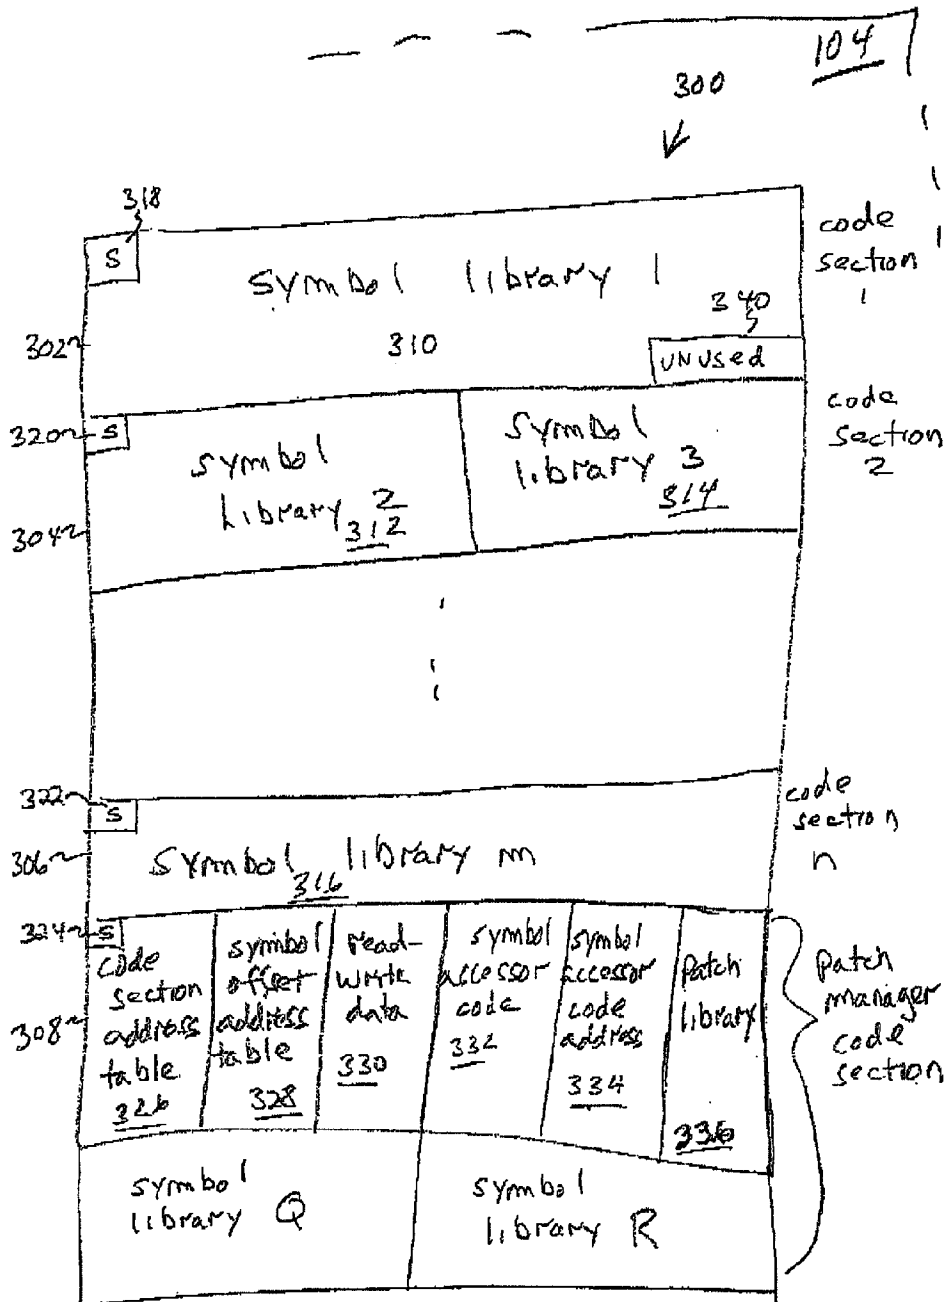 104
300
318
S
code
section
1
symbol library 1
340
302
310
UNUsed
code
section
2
320
S
symbol
library 2
312
symbol
library 3
314
304
322
S
code
section
n
306
symbol library m
316
324
S
code
section
address
table
326
symbol
offset
address
table
328
read-
write
data
330
symbol
accessor
code
332
symbol
accessor
code
address
334
Patch
library
336
308
Patch
manager
code
section
symbol
library Q
symbol
library R